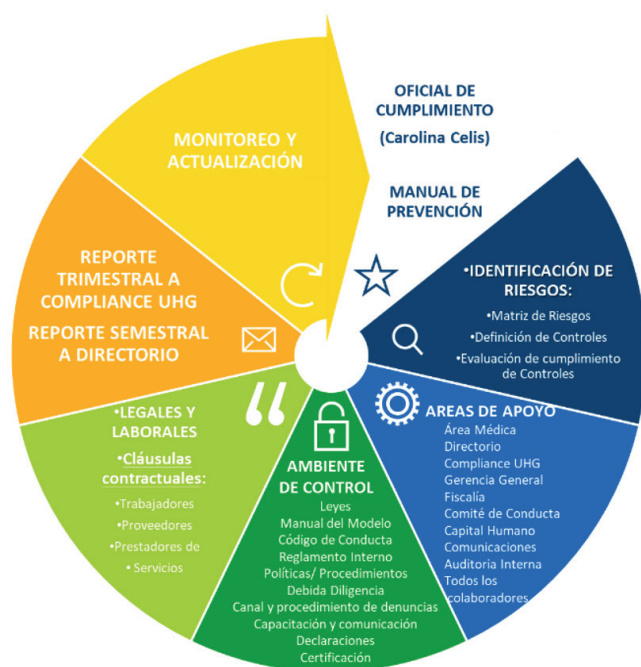 OFICIAL DE
CUMPLIMIENTO
(Carolina Celis)
MANUAL DE
PREVENCIÓN
•IDENTIFICACIÓN DE
RIESGOS:
•Matriz de Riesgos
•Definición de Controles
•Evaluación de cumplimiento
de Controles
AREAS DE APOYO
Área Médica
Directorio
Compliance UHG
Gerencia General
Fiscalía
Comité de Conducta
Capital Humano
Comunicaciones
Auditoria Interna
Todos los
colaboradores
AMBIENTE
DE CONTROL
Leyes
Manual del Modelo
Código de Conducta
Reglamento Interno
Políticas/ Procedimientos
Debida Diligencia
Canal y procedimiento de denuncias
Capacitación y comunicación
Declaraciones
Certificación
•LEGALES Y
LABORALES
•Cláusulas
contractuales:
•Trabajadores
•Proveedores
•Prestadores de
• Servicios
REPORTE
TRIMESTRAL A
COMPLIANCE UHG
REPORTE SEMESTRAL
A DIRECTORIO
MONITOREO Y
ACTUALIZACIÓN